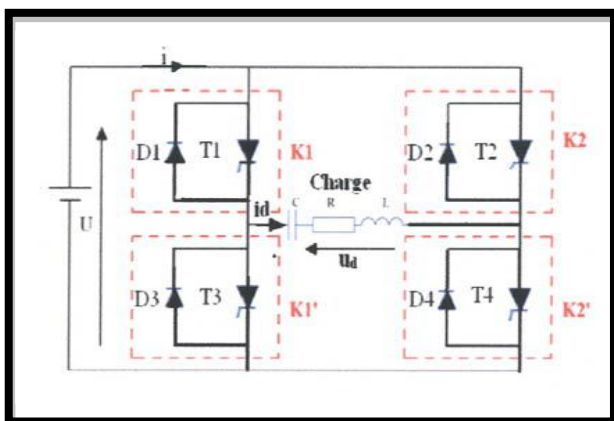 i
D1 T1 K1
D2 T2 K2
Charge
id C R L
U
ud
D3 T3 K1'
D4 T4 K2'